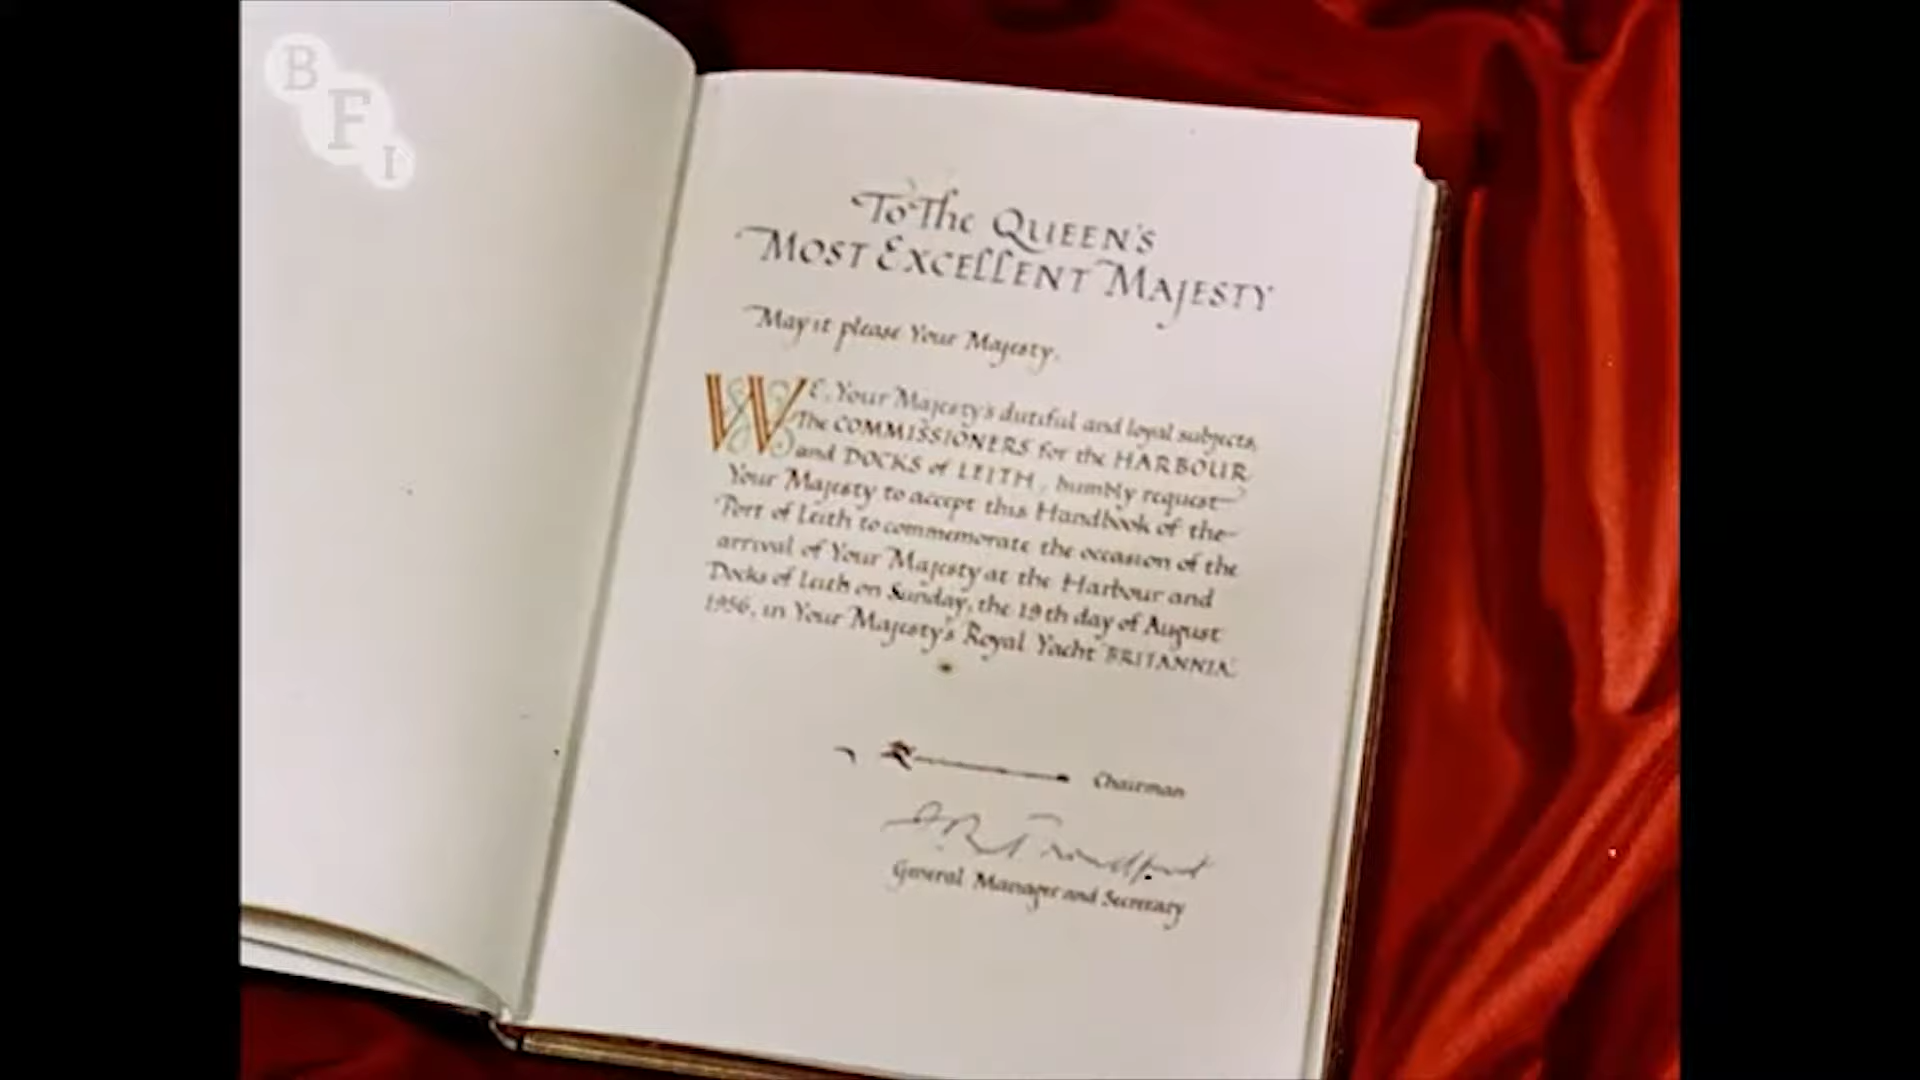 BFI
To The QUEEN'S
MOST EXCELLENT MAJESTY
May it please Your Majesty,
WE, Your Majesty's dutiful and loyal subjects,
The COMMISSIONERS for the HARBOUR
and DOCKS of LEITH, humbly request
Your Majesty to accept this Handbook of the
Port of Leith to commemorate the occasion of the
arrival of Your Majesty at the Harbour and
Docks of Leith on Sunday, the 19th day of August
1956, in Your Majesty's Royal Yacht BRITANNIA
Chairman
General Manager and Secretary